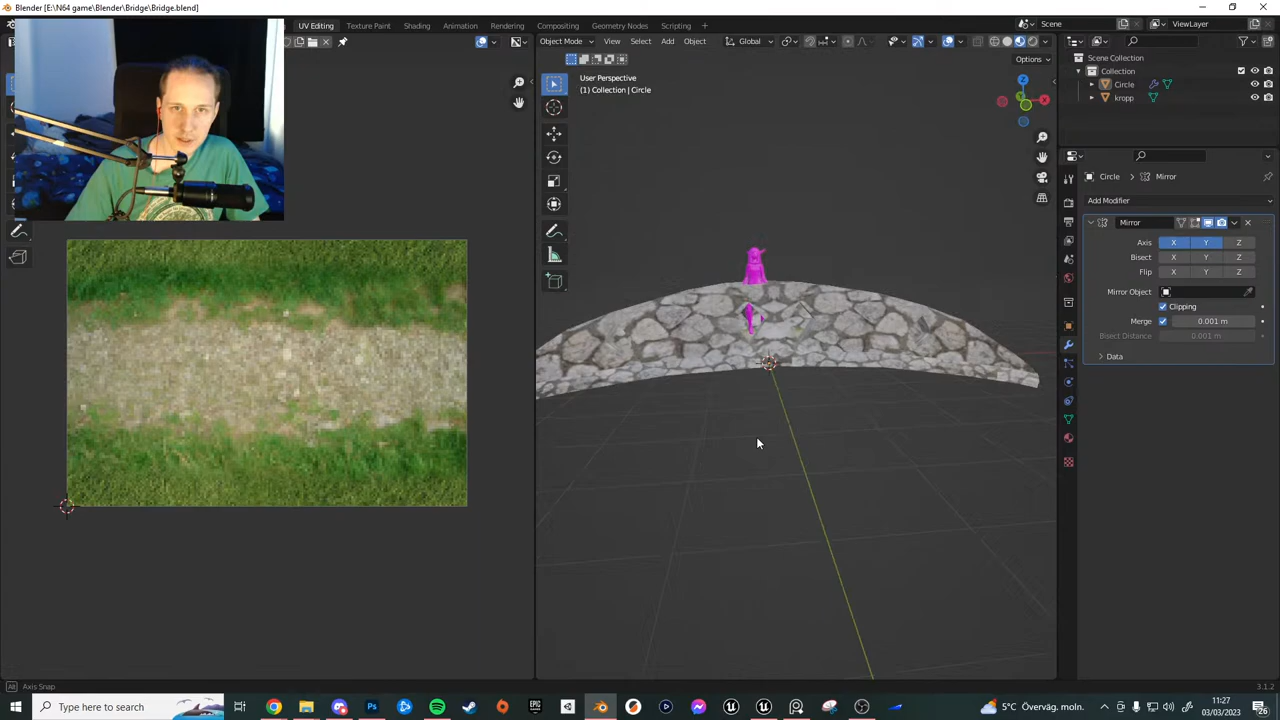 Blender [E:\N64 game\Blender\Bridge\Bridge.blend]
UV Editing
Texture Paint
Shading
Animation
Rendering
Compositing
Geometry Nodes
Scripting
+
Scene
ViewLayer
Object Mode
View
Select
Add
Object
Global
Options
User Perspective
(1) Collection | Circle
X
Z
Scene Collection
Collection
Circle
kropp
Circle
Mirror
Add Modifier
Mirror
Axis
X
Y
Z
Bisect
X
Y
Z
Flip
X
Y
Z
Mirror Object
Clipping
Merge
0.001 m
Bisect Distance
0.001 m
Data
Axis Snap
3.1.2
Type here to search
5°C Överväg. moln.
11:27
03/03/2023